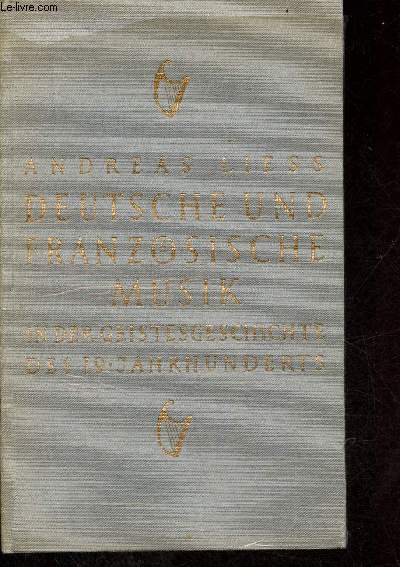 Le-livre.com
ANDREAS LIESS
DEUTSCHE UND
FRANZÖSISCHE
MUSIK
IN DER GEISTESGESCHICHTE
DES 19. JAHRHUNDERTS